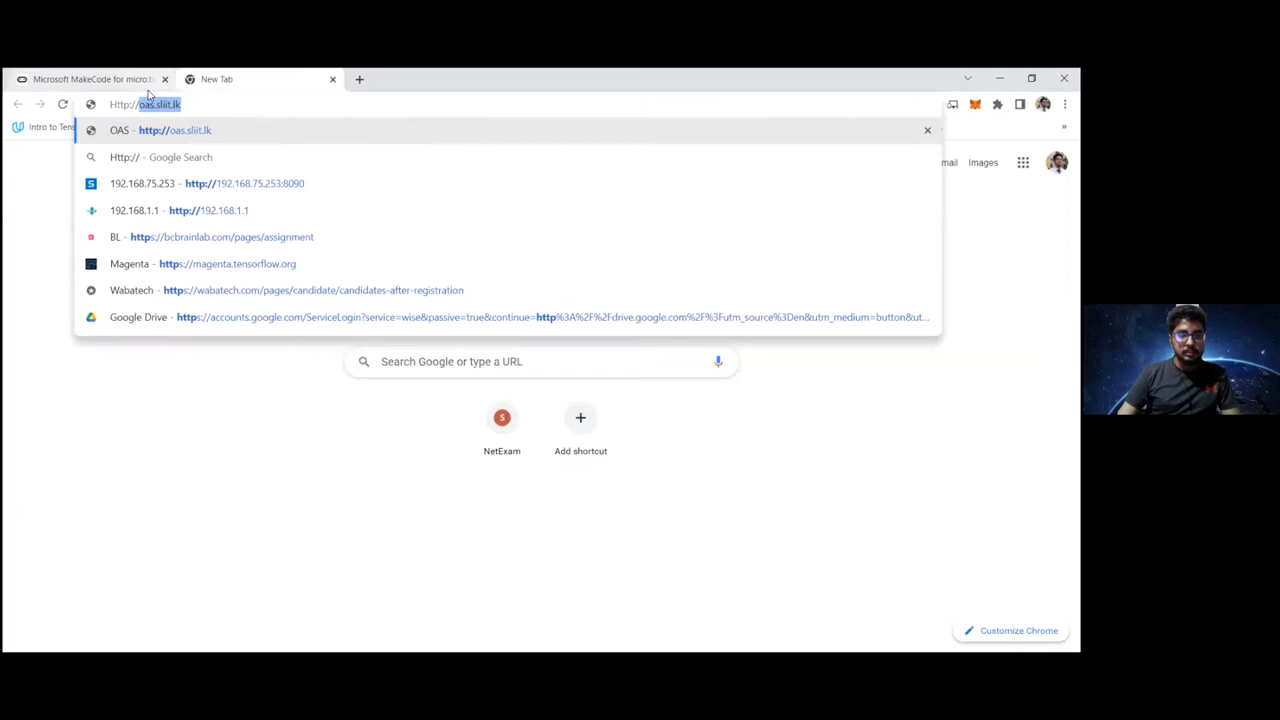 Microsoft MakeCode for micro:
New Tab
Http://oas.sliit.lk
Intro to Tens
OAS - http://oas.sliit.lk
Http:// - Google Search
192.168.75.253 - http://192.168.75.253:8090
192.168.1.1 - http://192.168.1.1
BL - https://bcbrainlab.com/pages/assignment
Magenta - https://magenta.tensorflow.org
Wabatech - https://wabatech.com/pages/candidate/candidates-after-registration
Google Drive - https://accounts.google.com/ServiceLogin?service=wise&passive=true&continue=http%3A%2F%2Fdrive.google.com%2F%3Futm_source%3Den&utm_medium=button&ut...
mail Images
Search Google or type a URL
S
NetExam
Add shortcut
Customize Chrome